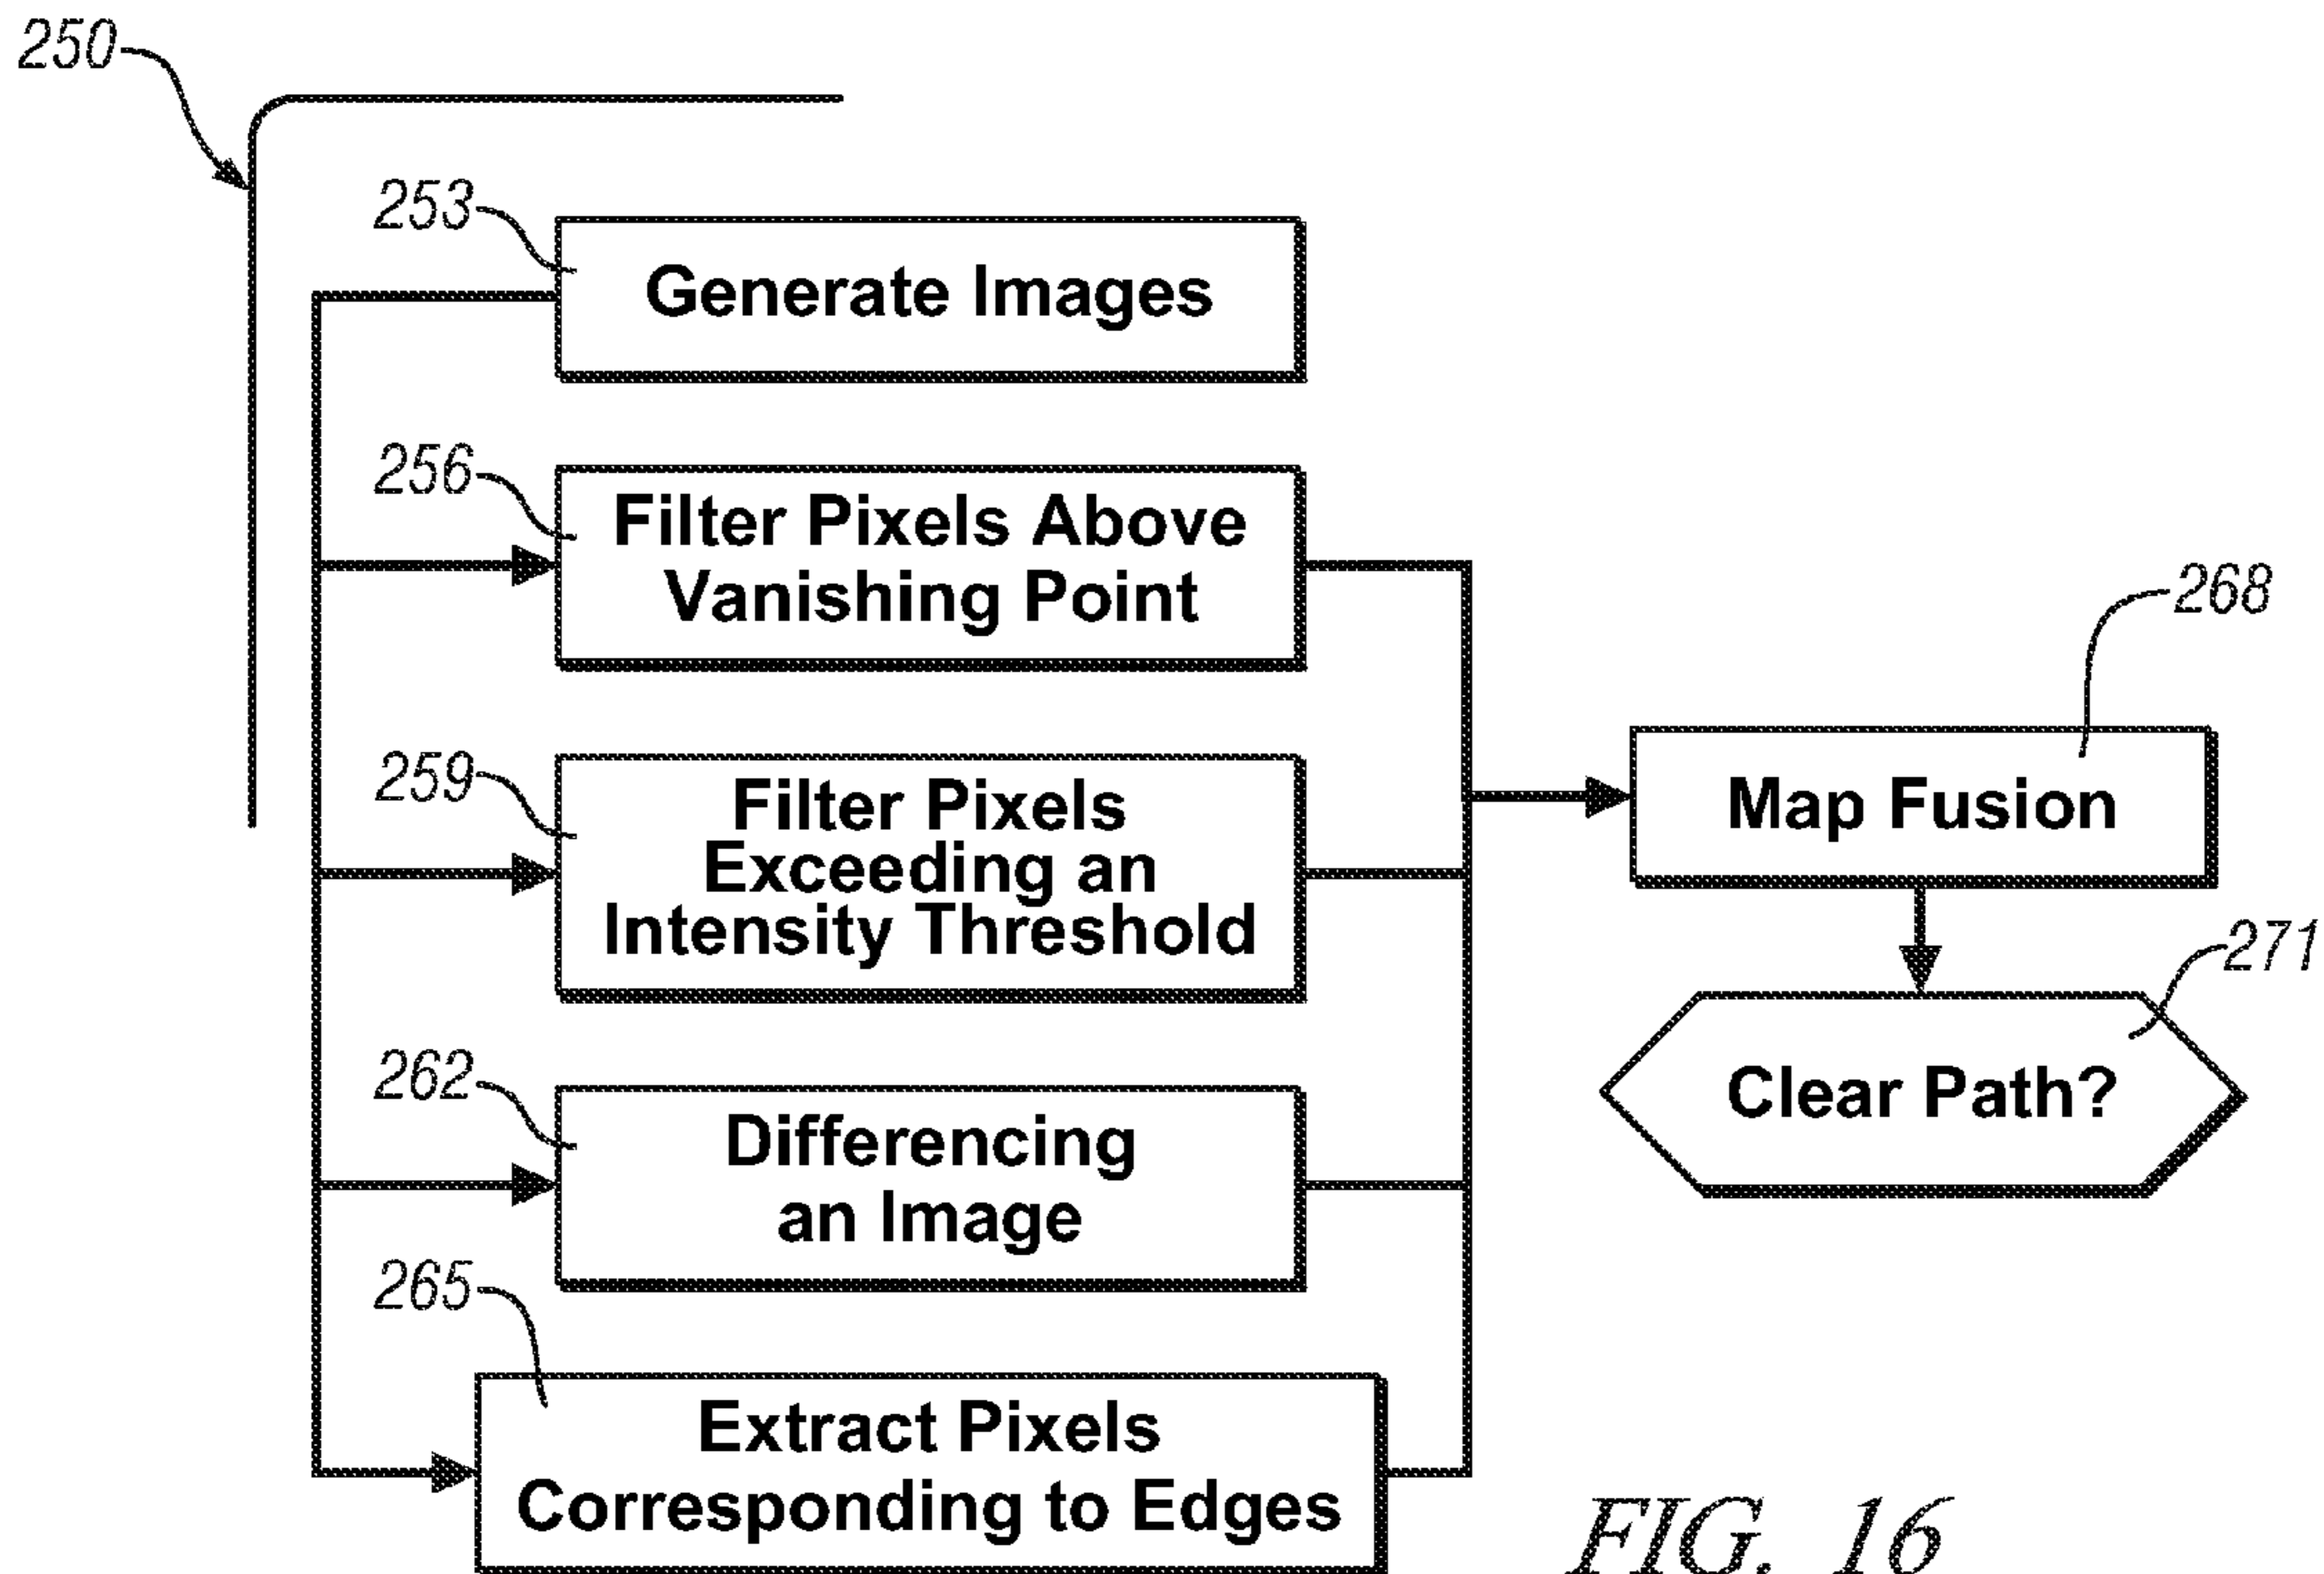 250
253
Generate Images
256
Filter Pixels Above
Vanishing Point
268
259
Filter Pixels
Exceeding an
Intensity Threshold
Map Fusion
271
262
Differencing
an Image
Clear Path?
265
Extract Pixels
Corresponding to Edges
FIG. 16